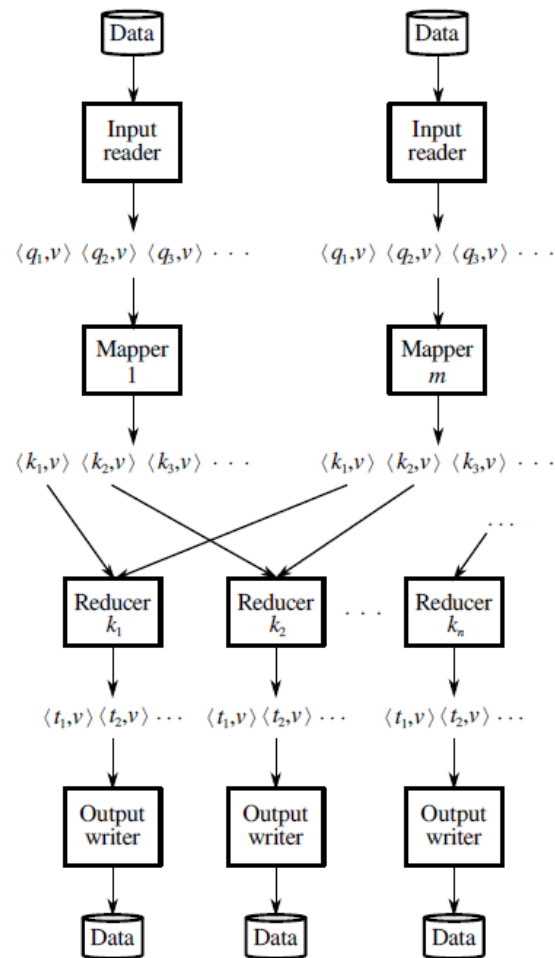 Data Data
Input reader Input reader
⟨q₁,v⟩ ⟨q₂,v⟩ ⟨q₃,v⟩ · · · ⟨q₁,v⟩ ⟨q₂,v⟩ ⟨q₃,v⟩ · · ·
Mapper 1 Mapper m
⟨k₁,v⟩ ⟨k₂,v⟩ ⟨k₃,v⟩ · · · ⟨k₁,v⟩ ⟨k₂,v⟩ ⟨k₃,v⟩ · · ·
· · ·
Reducer k₁ Reducer k₂ · · · Reducer kₙ
⟨t₁,v⟩ ⟨t₂,v⟩ · · · ⟨t₁,v⟩ ⟨t₂,v⟩ · · · ⟨t₁,v⟩ ⟨t₂,v⟩ · · ·
Output writer Output writer Output writer
Data Data Data